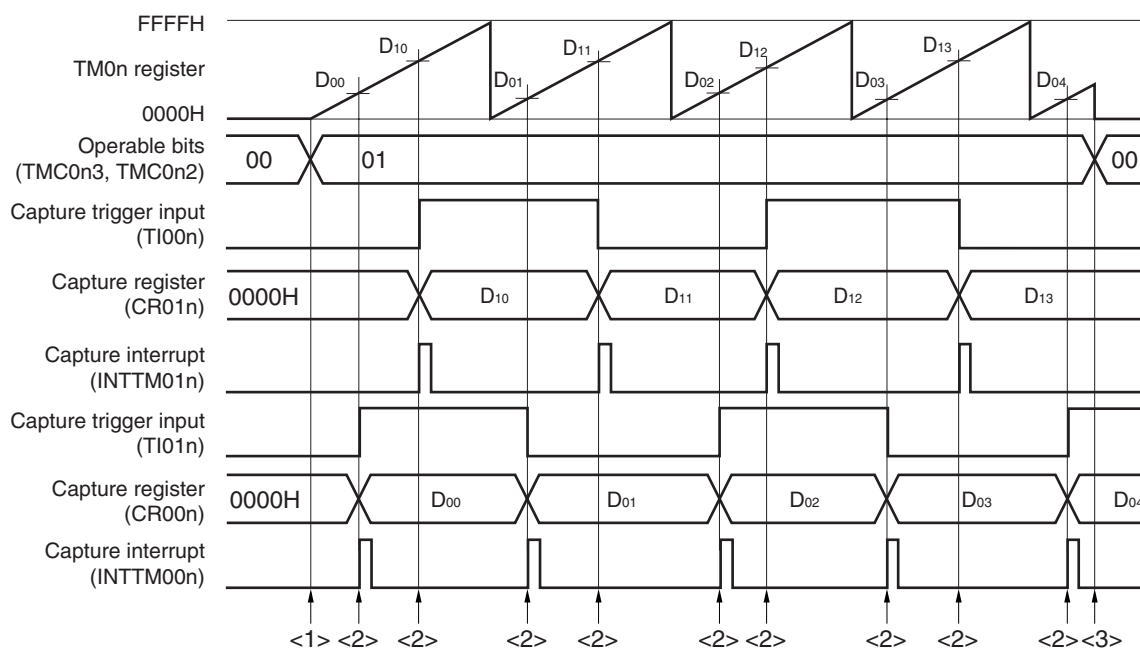 FFFFH
TM0n register
0000H
D10
D11
D12
D13
D00
D01
D02
D03
D04
Operable bits
(TMC0n3, TMC0n2)
00
01
00
Capture trigger input
(TI00n)
Capture register
(CR01n)
0000H
D10
D11
D12
D13
Capture interrupt
(INTTM01n)
Capture trigger input
(TI01n)
Capture register
(CR00n)
0000H
D00
D01
D02
D03
D04
Capture interrupt
(INTTM00n)
<1> <2> <2> <2> <2> <2> <2> <2> <2> <2> <3>